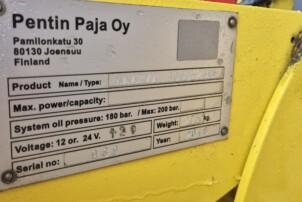 Pentin Paja Oy
Pamilonkatu 30
80130 Joensuu
Finland
Product Name / Type:
Max. power/capacity:
System oil pressure: 180 bar. / Max: 200 bar.
Weight:
Voltage: 12 or. 24 V.
Year:
Serial no: